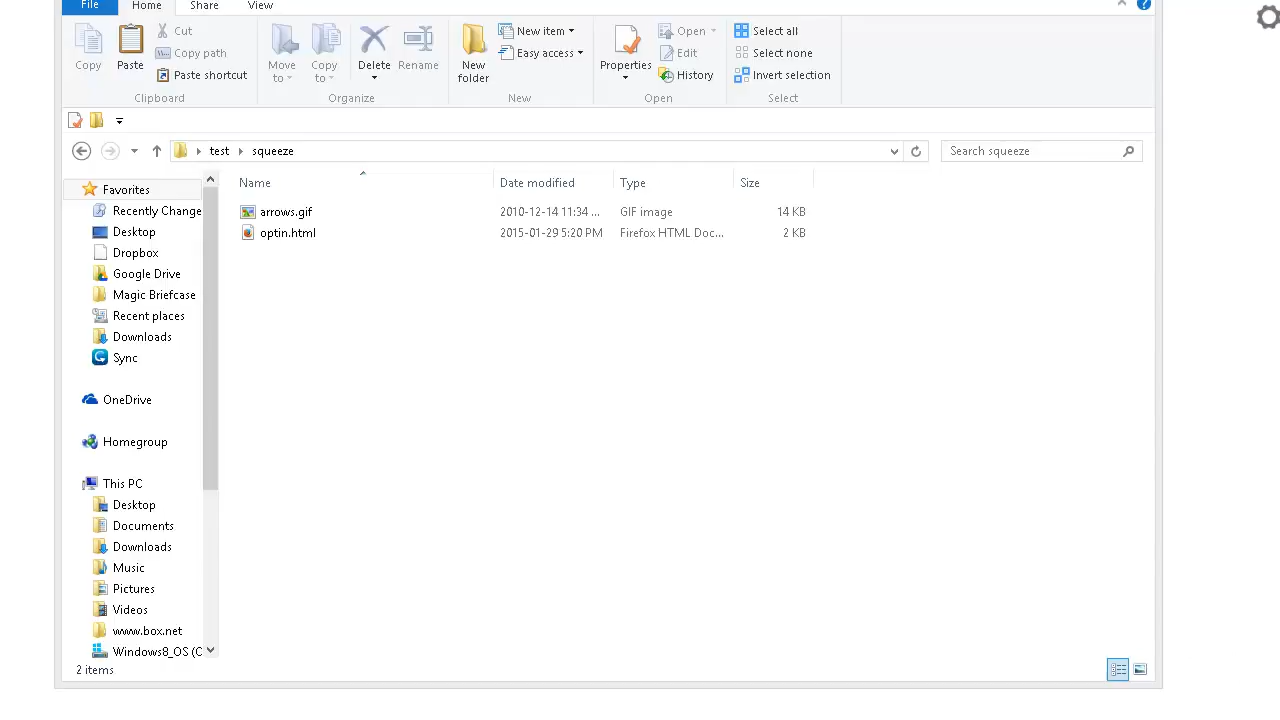 File Home Share View
Cut
Copy path
Paste shortcut
Copy Paste
Clipboard
Move to Copy to Delete Rename
Organize
New item
Easy access
New folder
New
Properties
Open
Edit
History
Open
Select all
Select none
Invert selection
Select
test squeeze
Search squeeze
Name Date modified Type Size
arrows.gif 2010-12-14 11:34 ... GIF image 14 KB
optin.html 2015-01-29 5:20 PM Firefox HTML Doc... 2 KB
Favorites
Recently Change
Desktop
Dropbox
Google Drive
Magic Briefcase
Recent places
Downloads
Sync
OneDrive
Homegroup
This PC
Desktop
Documents
Downloads
Music
Pictures
Videos
www.box.net
Windows8_OS (C
2 items